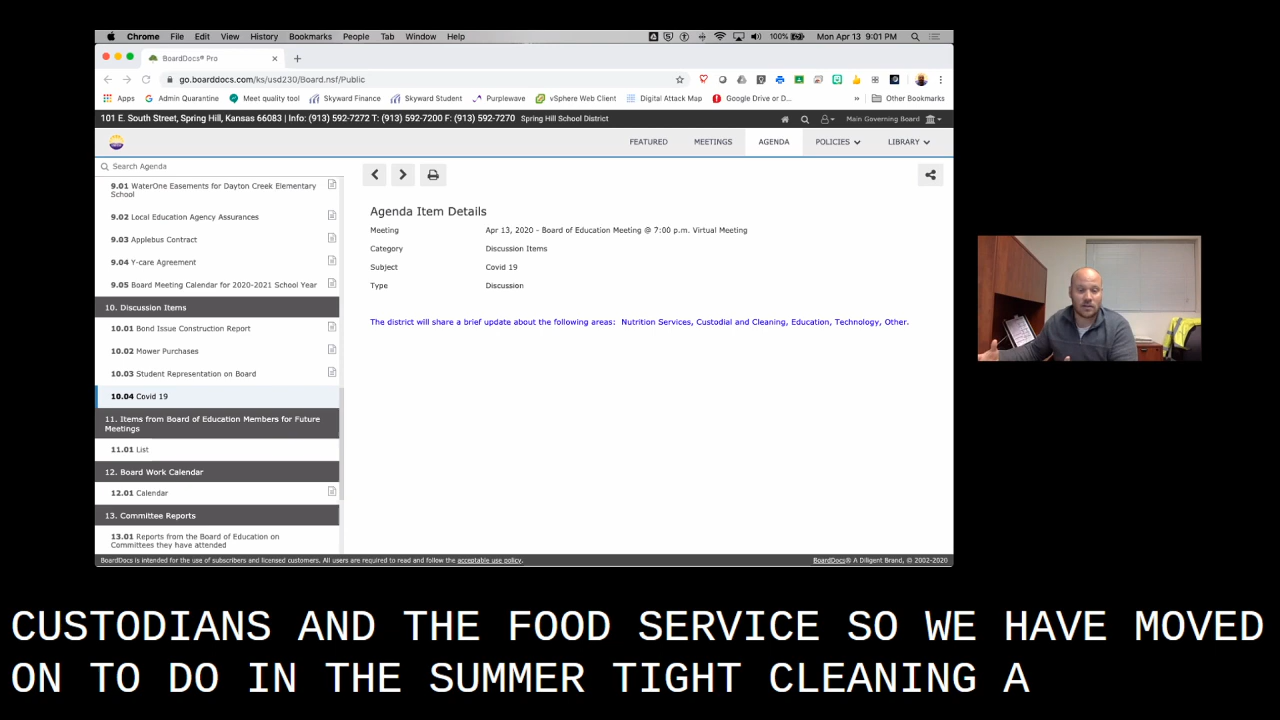 Chrome File Edit View History Bookmarks People Tab Window Help 100% Mon Apr 13 9:01 PM
BoardDocs® Pro
go.boarddocs.com/ks/usd230/Board.nsf/Public
Apps Admin Quarantine Meet quality tool Skyward Finance Skyward Student Purplewave vSphere Web Client Digital Attack Map Google Drive or D... » Other Bookmarks
101 E. South Street, Spring Hill, Kansas 66083 | Info: (913) 592-7272 T: (913) 592-7200 F: (913) 592-7270 Spring Hill School District Main Governing Board
FEATURED MEETINGS AGENDA POLICIES LIBRARY
Search Agenda
9.01 WaterOne Easements for Dayton Creek Elementary
School
9.02 Local Education Agency Assurances
9.03 Applebus Contract
9.04 Y-care Agreement
9.05 Board Meeting Calendar for 2020-2021 School Year
10. Discussion Items
10.01 Bond Issue Construction Report
10.02 Mower Purchases
10.03 Student Representation on Board
10.04 Covid 19
11. Items from Board of Education Members for Future
Meetings
11.01 List
12. Board Work Calendar
12.01 Calendar
13. Committee Reports
13.01 Reports from the Board of Education on
Committees they have attended
Agenda Item Details
Meeting Apr 13, 2020 - Board of Education Meeting @ 7:00 p.m. Virtual Meeting
Category Discussion Items
Subject Covid 19
Type Discussion
The district will share a brief update about the following areas: Nutrition Services, Custodial and Cleaning, Education, Technology, Other.
BoardDocs is intended for the use of subscribers and licensed customers. All users are required to read and follow the acceptable use policy. BoardDocs® A Diligent Brand, © 2002-2020
CUSTODIANS AND THE FOOD SERVICE SO WE HAVE MOVED
ON TO DO IN THE SUMMER TIGHT CLEANING A